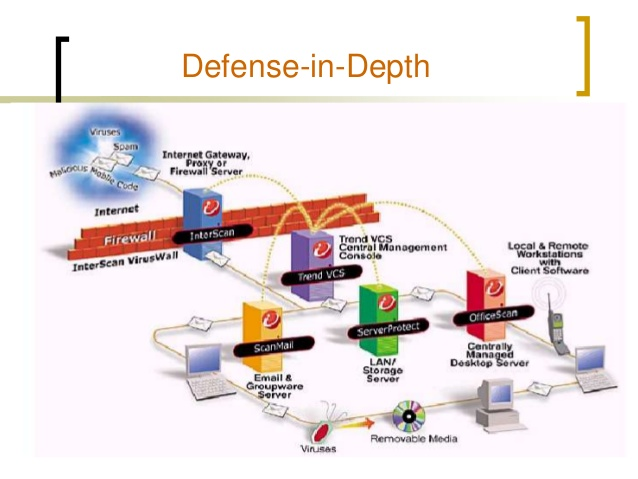 Defense-in-Depth
Viruses
Spam
Malicious Mobile Code
Internet
Internet Gateway,
Proxy or
Firewall Server
Firewall
InterScan
InterScan VirusWall
Trend VCS
Central Management
Console
Trend VCS
Local & Remote
Workstations
with
Client Software
ScanMail
ServerProtect
OfficeScan
Email &
Groupware
Server
LAN/
Storage
Server
Centrally
Managed
Desktop Server
Viruses
Removable Media